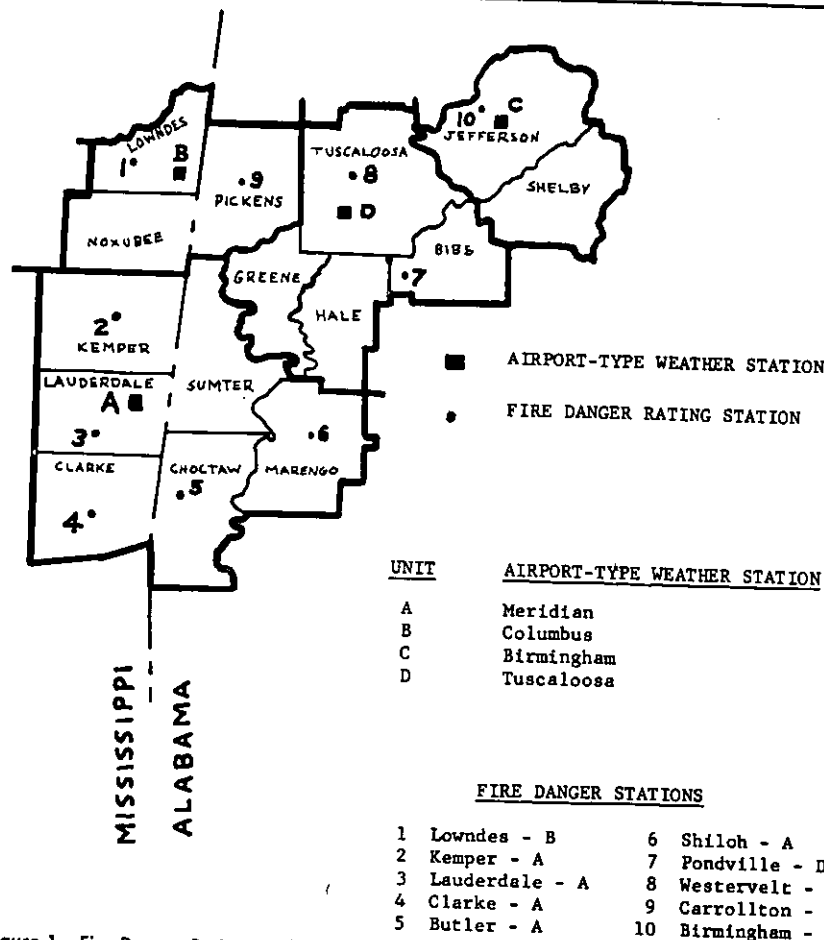 LOWNDES
1
B
9
PICKENS
TUSCALOOSA
8
D
10
C
JEFFERSON
SHELBY
NOXUBEE
GREENE
BIBB
7
HALE
2
KEMPER
LAUDERDALE
A
3
SUMTER
CLARKE
4
CHOCTAW
5
6
MARENGO
AIRPORT-TYPE WEATHER STATION
FIRE DANGER RATING STATION
MISSISSIPPI
ALABAMA
UNIT AIRPORT-TYPE WEATHER STATION
A Meridian
B Columbus
C Birmingham
D Tuscaloosa
FIRE DANGER STATIONS
1 Lowndes - B 6 Shiloh - A
2 Kemper - A 7 Pondville - D
3 Lauderdale - A 8 Westervelt -
4 Clarke - A 9 Carrollton -
5 Butler - A 10 Birmingham -